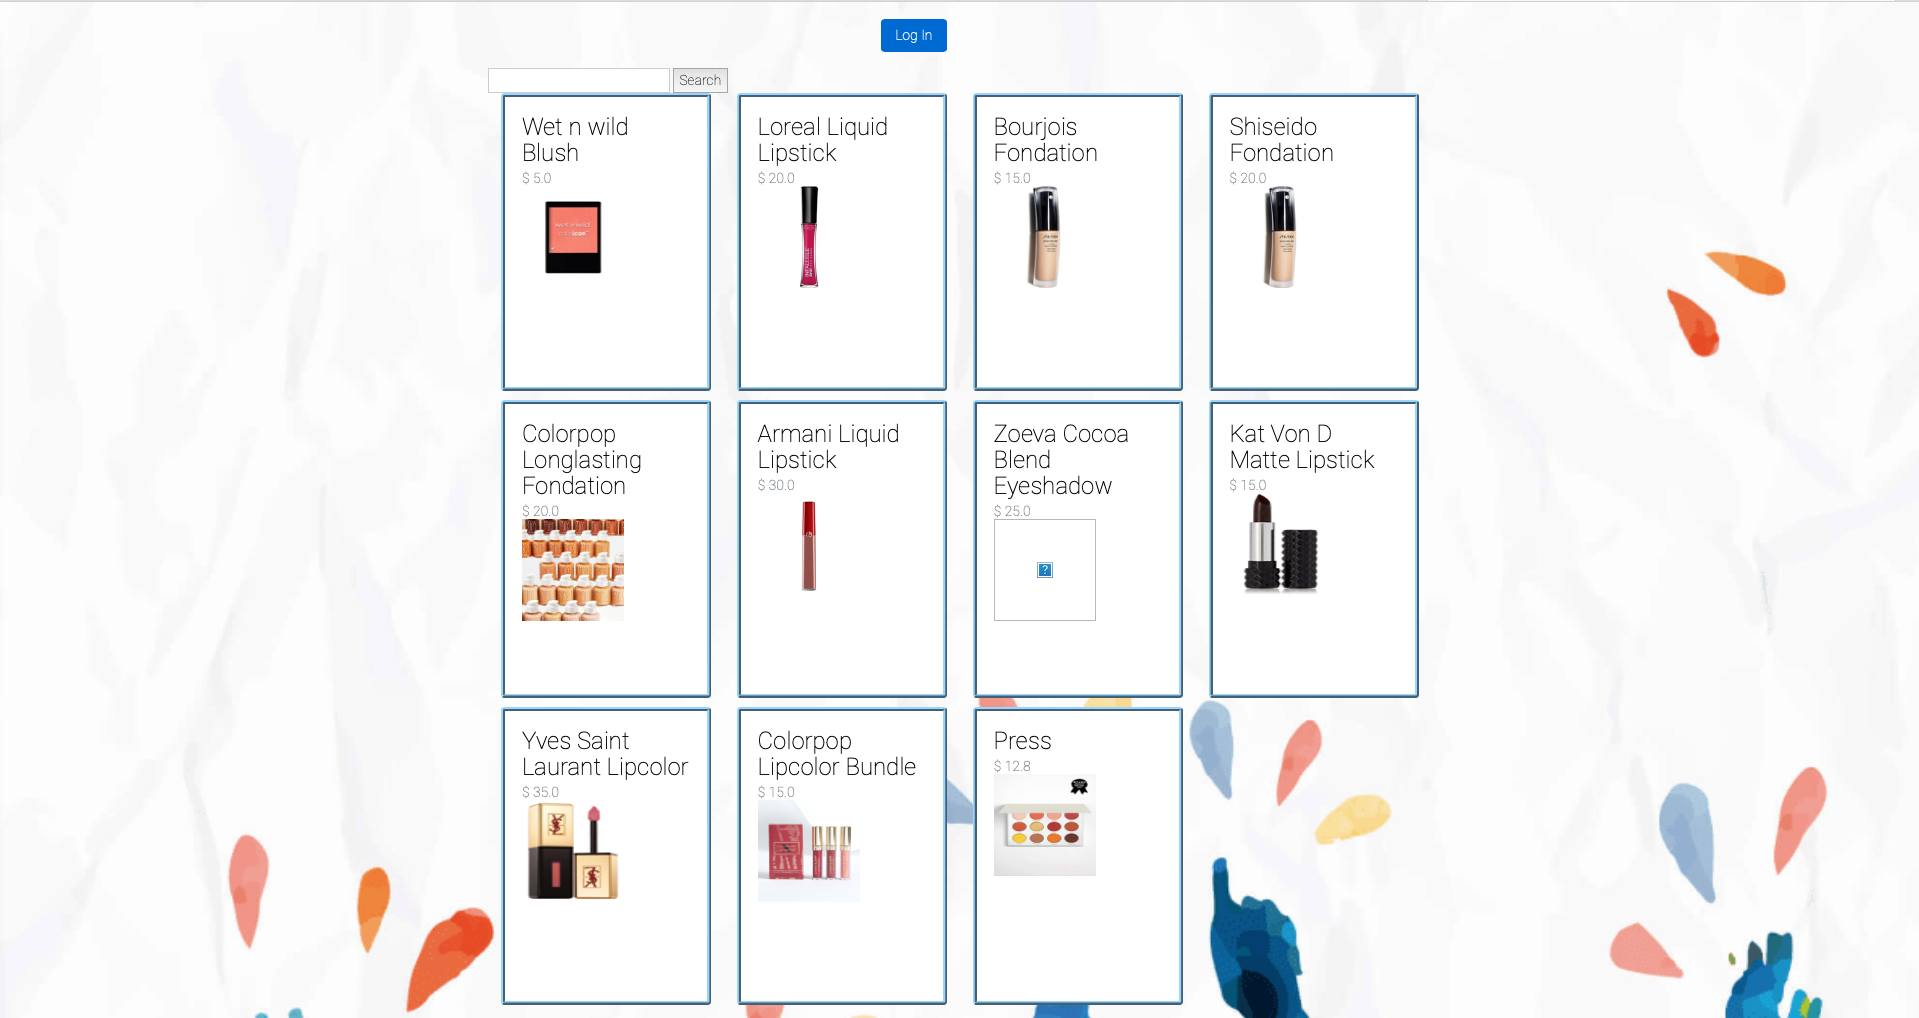 Log In
Search
Wet n wild
Blush
$ 5.0
Loreal Liquid
Lipstick
$ 20.0
Bourjois
Fondation
$ 15.0
Shiseido
Fondation
$ 20.0
Colorpop
Longlasting
Fondation
$ 20.0
Armani Liquid
Lipstick
$ 30.0
Zoeva Cocoa
Blend
Eyeshadow
$ 25.0
?
Kat Von D
Matte Lipstick
$ 15.0
Yves Saint
Laurant Lipcolor
$ 35.0
Colorpop
Lipcolor Bundle
$ 15.0
Press
$ 12.8